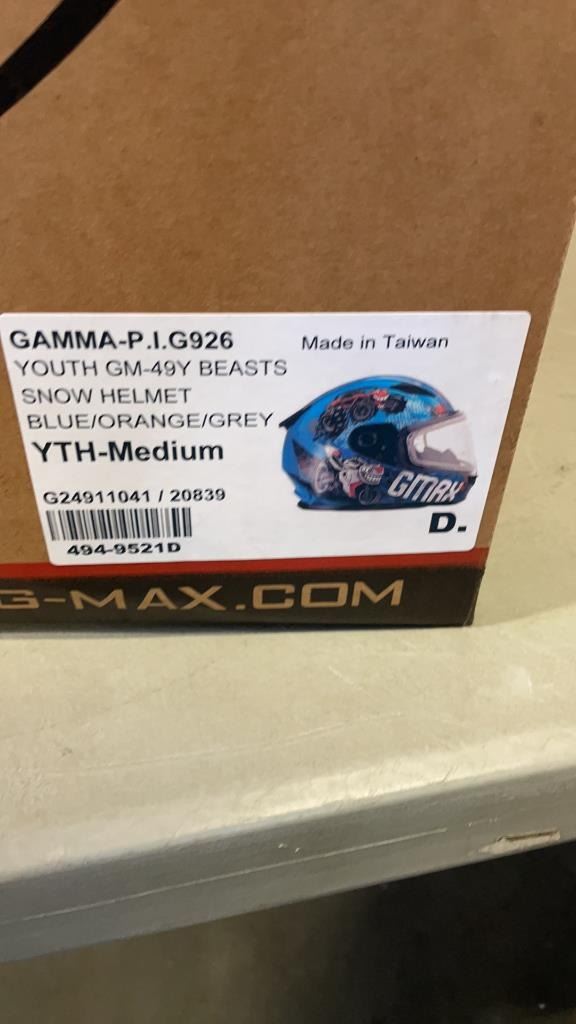 GAMMA-P.I.G926
Made in Taiwan
YOUTH GM-49Y BEASTS
SNOW HELMET
BLUE/ORANGE/GREY
YTH-Medium
GMAX
G24911041 / 20839
D.
494-9521D
G-MAX.COM